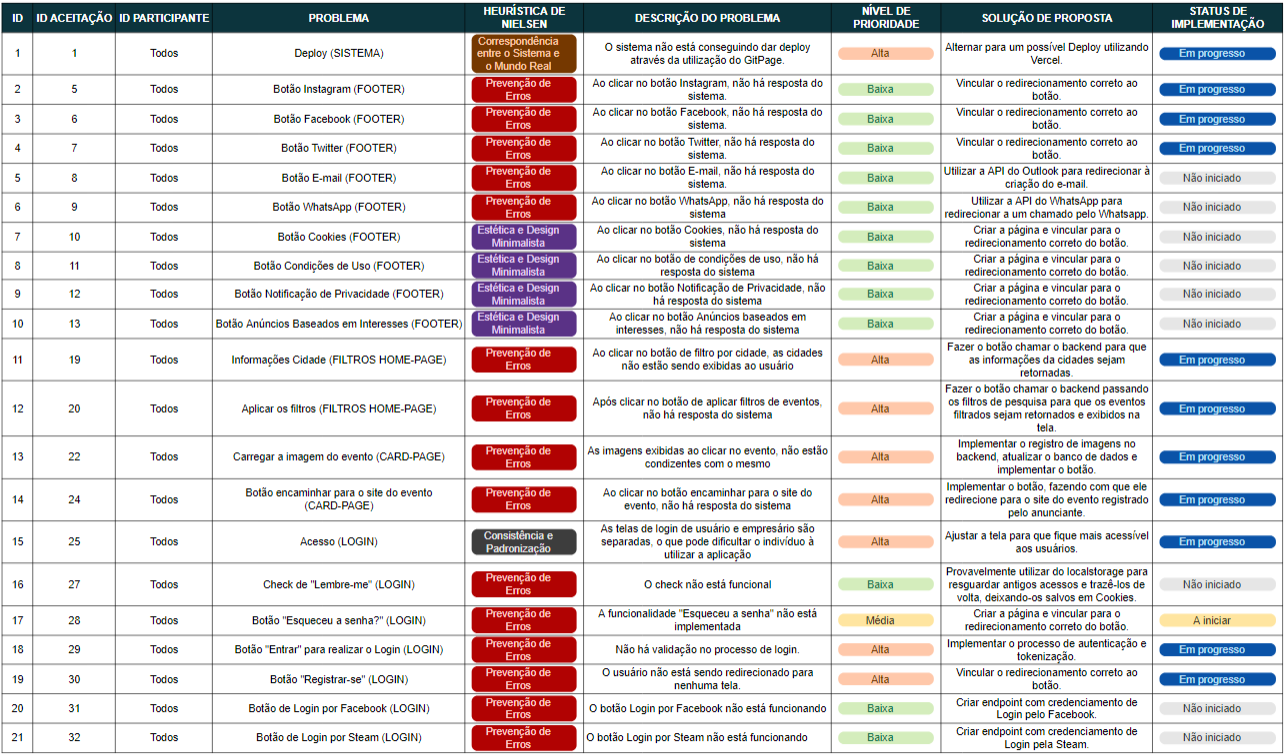 ID ID ACEITAÇÃO ID PARTICIPANTE PROBLEMA HEURÍSTICA DE NIELSEN DESCRIÇÃO DO PROBLEMA NÍVEL DE PRIORIDADE SOLUÇÃO DE PROPOSTA STATUS DE IMPLEMENTAÇÃO
1 1 Todos Deploy (SISTEMA) Correspondência entre o Sistema e o Mundo Real O sistema não está conseguindo dar deploy através da utilização do GitPage. Alta Alternar para um possível Deploy utilizando Vercel. Em progresso
2 5 Todos Botão Instagram (FOOTER) Prevenção de Erros Ao clicar no botão Instagram, não há resposta do sistema. Baixa Vincular o redirecionamento correto ao botão. Em progresso
3 6 Todos Botão Facebook (FOOTER) Prevenção de Erros Ao clicar no botão Facebook, não há resposta do sistema. Baixa Vincular o redirecionamento correto ao botão. Em progresso
4 7 Todos Botão Twitter (FOOTER) Prevenção de Erros Ao clicar no botão Twitter, não há resposta do sistema. Baixa Vincular o redirecionamento correto ao botão. Em progresso
5 8 Todos Botão E-mail (FOOTER) Prevenção de Erros Ao clicar no botão E-mail, não há resposta do sistema. Baixa Utilizar a API do Outlook para redirecionar à criação do e-mail. Não iniciado
6 9 Todos Botão WhatsApp (FOOTER) Prevenção de Erros Ao clicar no botão WhatsApp, não há resposta do sistema Baixa Utilizar a API do WhatsApp para redirecionar a um chamado pelo Whatsapp. Não iniciado
7 10 Todos Botão Cookies (FOOTER) Estética e Design Minimalista Ao clicar no botão Cookies, não há resposta do sistema Baixa Criar a página e vincular para o redirecionamento correto do botão. Não iniciado
8 11 Todos Botão Condições de Uso (FOOTER) Estética e Design Minimalista Ao clicar no botão de condições de uso, não há resposta do sistema Baixa Criar a página e vincular para o redirecionamento correto do botão. Não iniciado
9 12 Todos Botão Notificação de Privacidade (FOOTER) Estética e Design Minimalista Ao clicar no botão Notificação de Privacidade, não há resposta do sistema Baixa Criar a página e vincular para o redirecionamento correto do botão. Não iniciado
10 13 Todos Botão Anúncios Baseados em Interesses (FOOTER) Estética e Design Minimalista Ao clicar no botão Anúncios baseados em interesses, não há resposta do sistema Baixa Criar a página e vincular para o redirecionamento correto do botão. Não iniciado
11 19 Todos Informações Cidade (FILTROS HOME-PAGE) Prevenção de Erros Ao clicar no botão de filtro por cidade, as cidades não estão sendo exibidas ao usuário Alta Fazer o botão chamar o backend para que as informações da cidades sejam retornadas. Em progresso
12 20 Todos Aplicar os filtros (FILTROS HOME-PAGE) Prevenção de Erros Após clicar no botão de aplicar filtros de eventos, não há resposta do sistema Alta Fazer o botão chamar o backend passando os filtros de pesquisa para que os eventos filtrados sejam retornados e exibidos na tela. Em progresso
13 22 Todos Carregar a imagem do evento (CARD-PAGE) Prevenção de Erros As imagens exibidas ao clicar no evento, não estão condizentes com o mesmo Alta Implementar o registro de imagens no backend, atualizar o banco de dados e implementar o botão. Em progresso
14 24 Todos Botão encaminhar para o site do evento (CARD-PAGE) Prevenção de Erros Ao clicar no botão encaminhar para o site do evento, não há resposta do sistema Alta Implementar o botão, fazendo com que ele redirecione para o site do evento registrado pelo anunciante. Em progresso
15 25 Todos Acesso (LOGIN) Consistência e Padronização As telas de login de usuário e empresário são separadas, o que pode dificultar o indivíduo à utilizar a aplicação Alta Ajustar a tela para que fique mais acessível aos usuários. Em progresso
16 27 Todos Check de "Lembre-me" (LOGIN) Prevenção de Erros O check não está funcional Baixa Provavelmente utilizar do localstorage para resguardar antigos acessos e trazê-los de volta, deixando-os salvos em Cookies. Não iniciado
17 28 Todos Botão "Esqueceu a senha?" (LOGIN) Prevenção de Erros A funcionalidade "Esqueceu a senha" não está implementada Média Criar a página e vincular para o redirecionamento correto do botão. A iniciar
18 29 Todos Botão "Entrar" para realizar o Login (LOGIN) Prevenção de Erros Não há validação no processo de login. Alta Implementar o processo de autenticação e tokenização. Em progresso
19 30 Todos Botão "Registrar-se" (LOGIN) Prevenção de Erros O usuário não está sendo redirecionado para nenhuma tela. Alta Vincular o redirecionamento correto ao botão. Em progresso
20 31 Todos Botão de Login por Facebook (LOGIN) Prevenção de Erros O botão Login por Facebook não está funcionando Baixa Criar endpoint com credenciamento de Login pelo Facebook. Não iniciado
21 32 Todos Botão de Login por Steam (LOGIN) Prevenção de Erros O botão Login por Steam não está funcionando Baixa Criar endpoint com credenciamento de Login pela Steam. Não iniciado